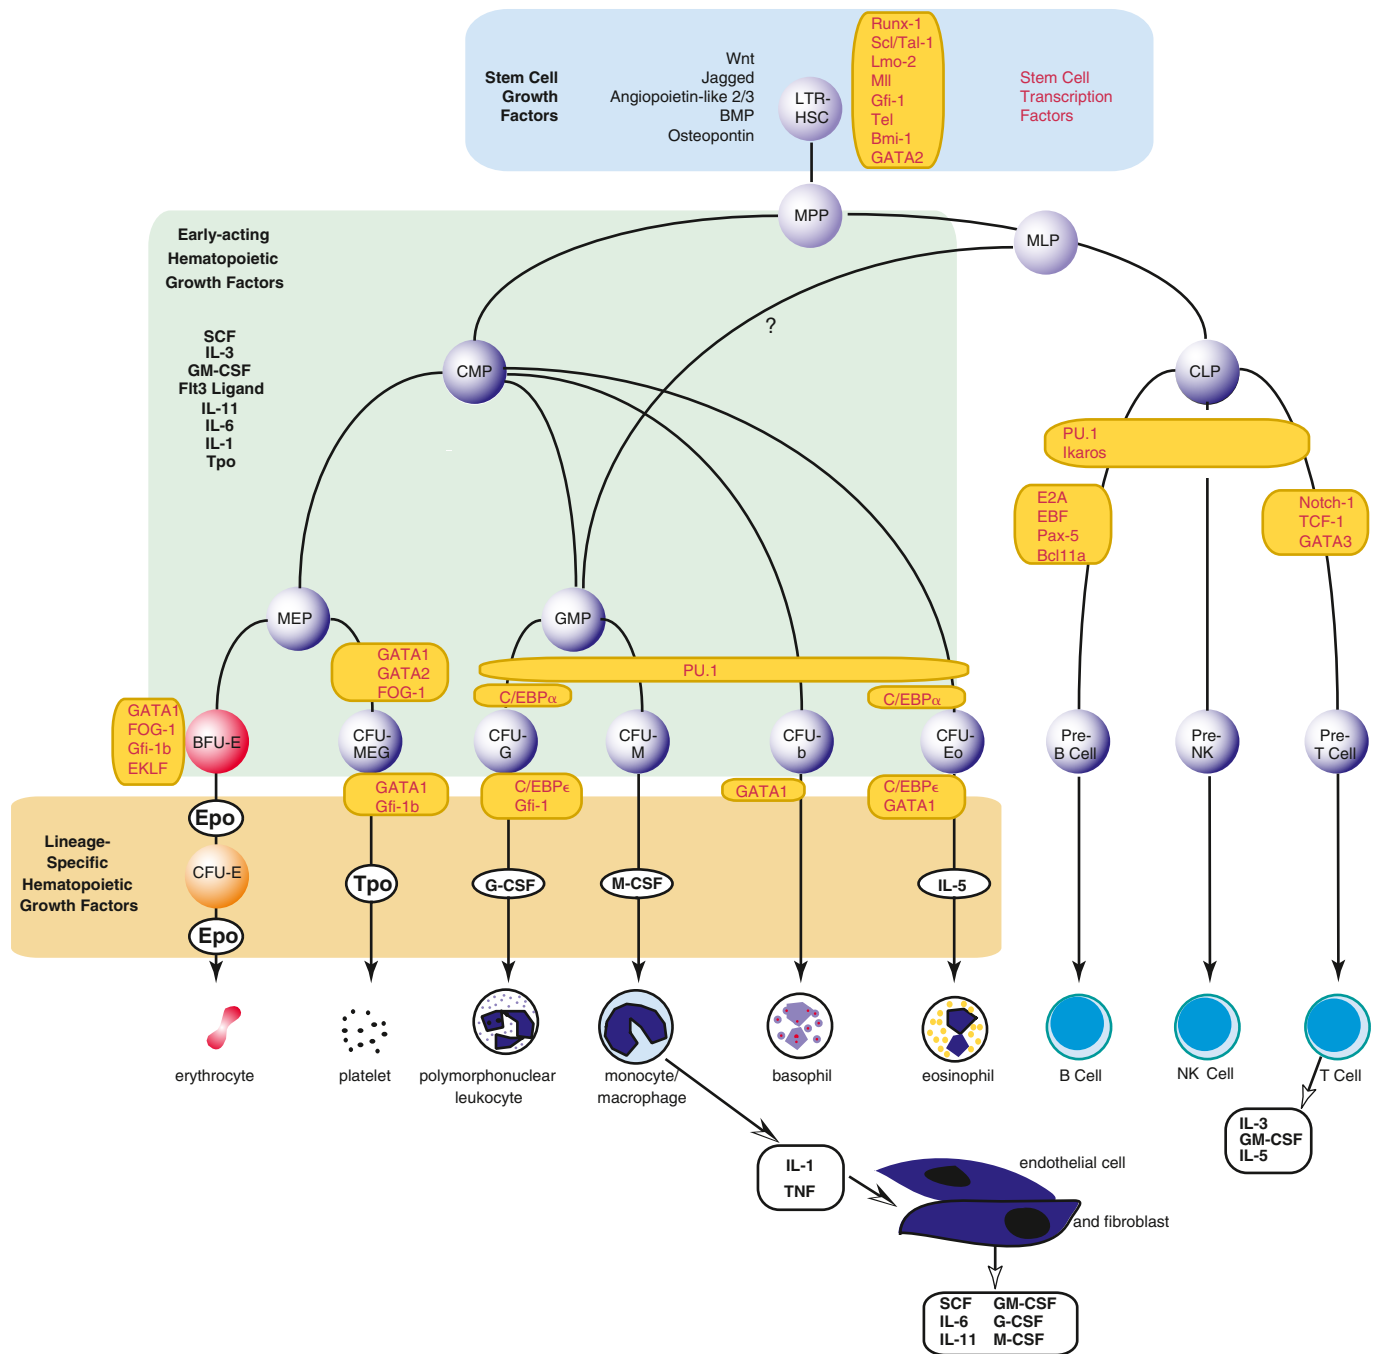 Stem Cell
Growth
Factors
Wnt
Jagged
Angiopoietin-like 2/3
BMP
Osteopontin
LTR-
HSC
Runx-1
Scl/Tal-1
Lmo-2
Mll
Gfi-1
Tel
Bmi-1
GATA2
Stem Cell
Transcription
Factors
MPP
MLP
Early-acting
Hematopoietic
Growth Factors
SCF
IL-3
GM-CSF
Flt3 Ligand
IL-11
IL-6
IL-1
Tpo
?
CMP
CLP
PU.1
Ikaros
E2A
EBF
Pax-5
Bcl11a
Notch-1
TCF-1
GATA3
MEP
GMP
GATA1
GATA2
FOG-1
PU.1
C/EBPα
C/EBPα
GATA1
FOG-1
Gfi-1b
EKLF
BFU-E
CFU-
MEG
CFU-
G
CFU-
M
CFU-
b
CFU-
Eo
Pre-
B Cell
Pre-
NK
Pre-
T Cell
GATA1
Gfi-1b
C/EBPϵ
Gfi-1
GATA1
C/EBPϵ
GATA1
Lineage-
Specific
Hematopoietic
Growth Factors
Epo
CFU-E
Epo
Tpo
G-CSF
M-CSF
IL-5
erythrocyte
platelet
polymorphonuclear
leukocyte
monocyte/
macrophage
basophil
eosinophil
B Cell
NK Cell
T Cell
IL-3
GM-CSF
IL-5
IL-1
TNF
endothelial cell
and fibroblast
SCF GM-CSF
IL-6 G-CSF
IL-11 M-CSF